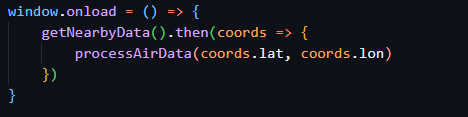 window.onload = () => {
    getNearbyData().then(coords => {
        processAirData(coords.lat, coords.lon)
    })
}